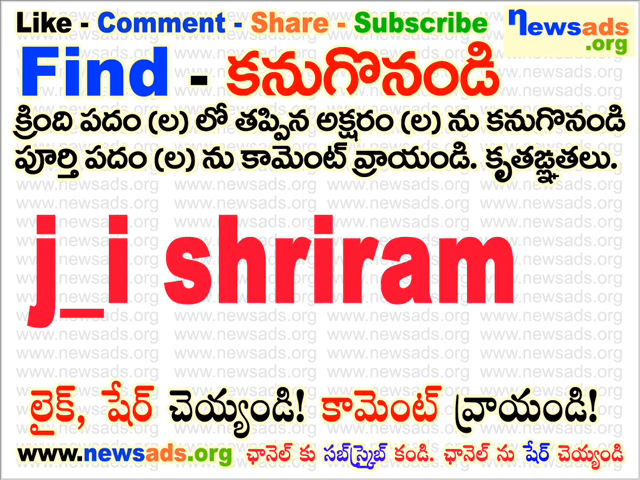 Like - Comment - Share - Subscribe
newsads
.org
Find - కనుగొనండి
క్రింది పదం (ల) లో తప్పిన అక్షరం (ల) ను కనుగొనండి
పూర్తి పదం (ల) ను కామెంట్ వ్రాయండి. కృతజ్ఞతలు.
j_i shriram
లైక్, షేర్ చెయ్యండి! కామెంట్ వ్రాయండి!
www.newsads.org ఛానెల్ కు సబ్‌స్క్రైబ్ కండి. ఛానెల్ ను షేర్ చెయ్యండి